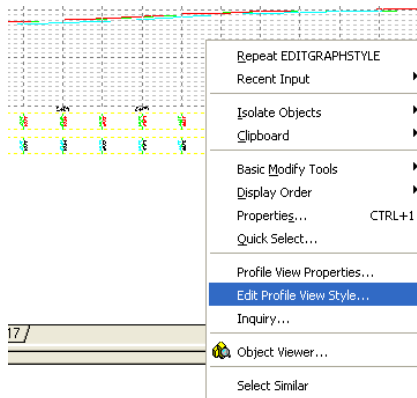 Repeat EDITGRAPHSTYLE
Recent Input
Isolate Objects
Clipboard
Basic Modify Tools
Display Order
Properties... CTRL+1
Quick Select...
Profile View Properties...
Edit Profile View Style...
Inquiry...
17
Object Viewer...
Select Similar